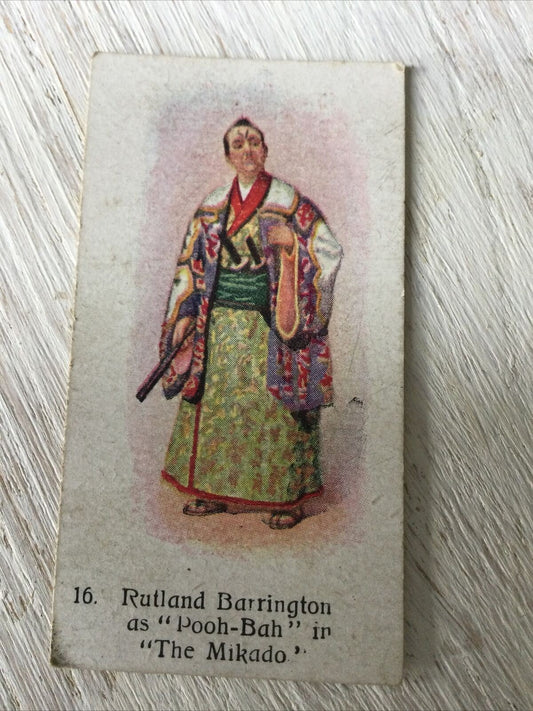 16. Rutland Barrington
as "Pooh-Bah" in
"The Mikado."